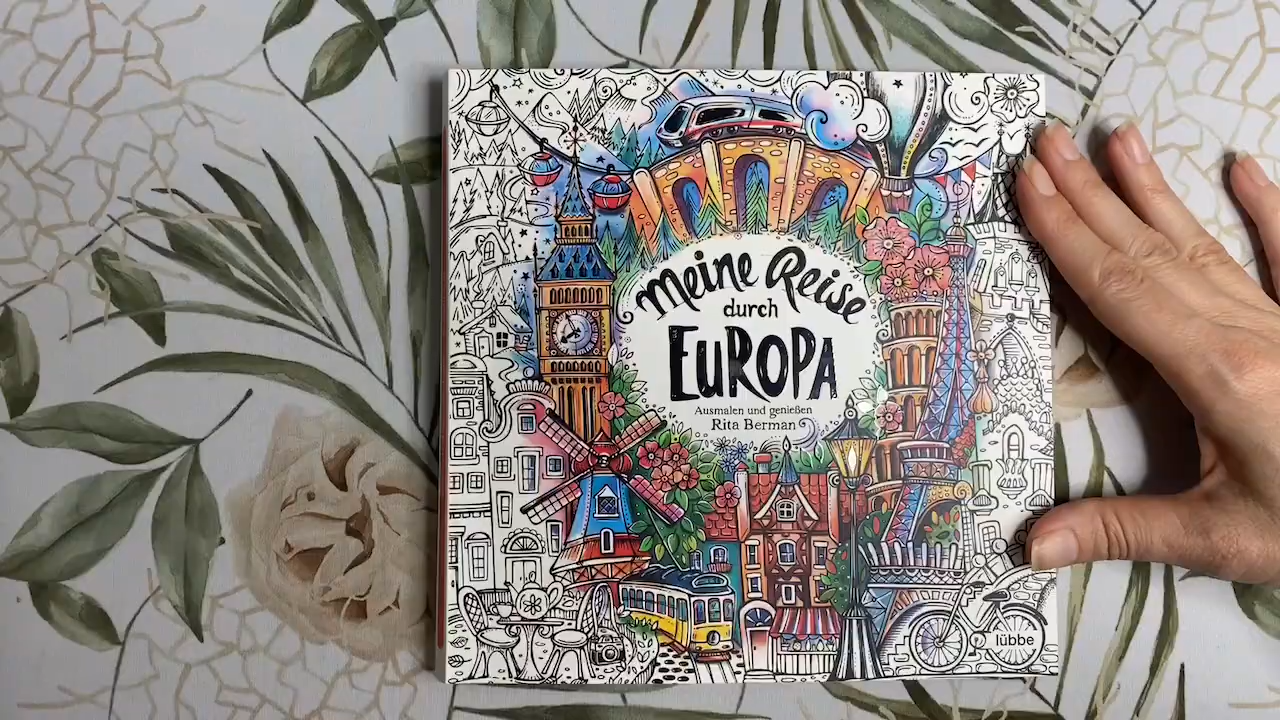 Meine Reise
durch
EUROPA
Ausmalen und genießen
Rita Berman
lübbe